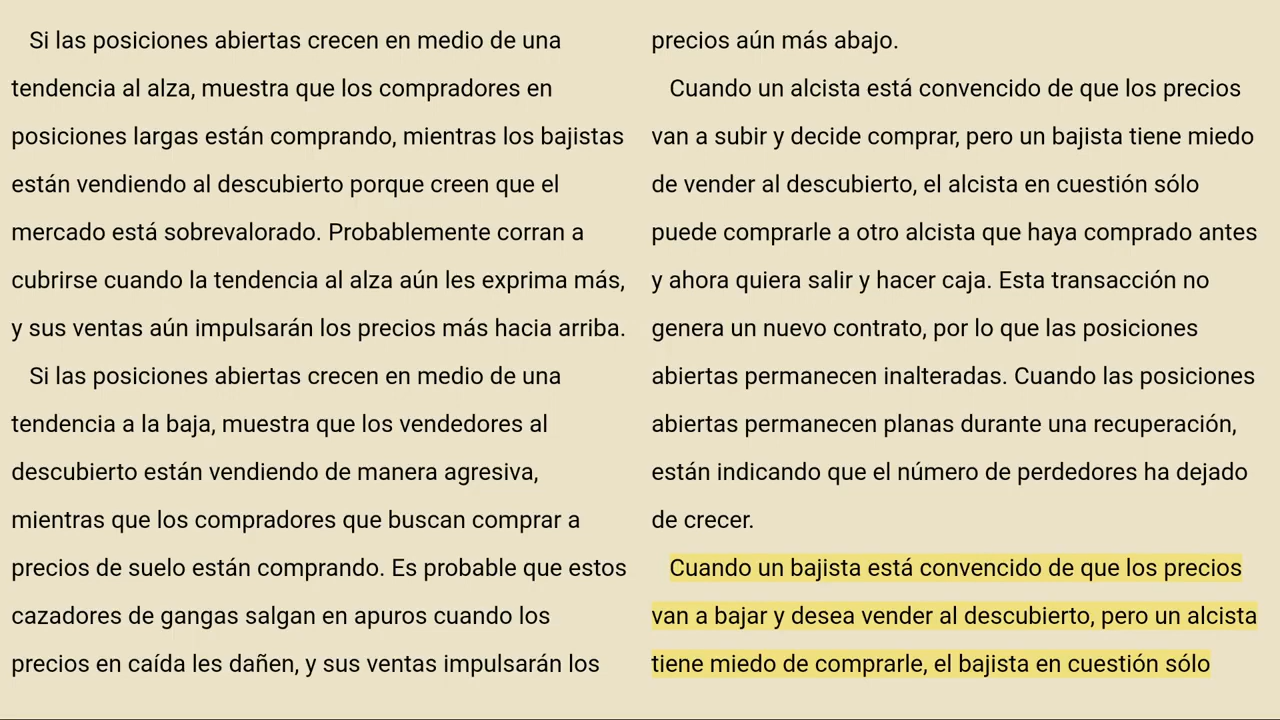 Si las posiciones abiertas crecen en medio de una
tendencia al alza, muestra que los compradores en
posiciones largas están comprando, mientras los bajistas
están vendiendo al descubierto porque creen que el
mercado está sobrevalorado. Probablemente corran a
cubrirse cuando la tendencia al alza aún les exprima más,
y sus ventas aún impulsarán los precios más hacia arriba.
Si las posiciones abiertas crecen en medio de una
tendencia a la baja, muestra que los vendedores al
descubierto están vendiendo de manera agresiva,
mientras que los compradores que buscan comprar a
precios de suelo están comprando. Es probable que estos
cazadores de gangas salgan en apuros cuando los
precios en caída les dañen, y sus ventas impulsarán los
precios aún más abajo.
Cuando un alcista está convencido de que los precios
van a subir y decide comprar, pero un bajista tiene miedo
de vender al descubierto, el alcista en cuestión sólo
puede comprarle a otro alcista que haya comprado antes
y ahora quiera salir y hacer caja. Esta transacción no
genera un nuevo contrato, por lo que las posiciones
abiertas permanecen inalteradas. Cuando las posiciones
abiertas permanecen planas durante una recuperación,
están indicando que el número de perdedores ha dejado
de crecer.
Cuando un bajista está convencido de que los precios
van a bajar y desea vender al descubierto, pero un alcista
tiene miedo de comprarle, el bajista en cuestión sólo